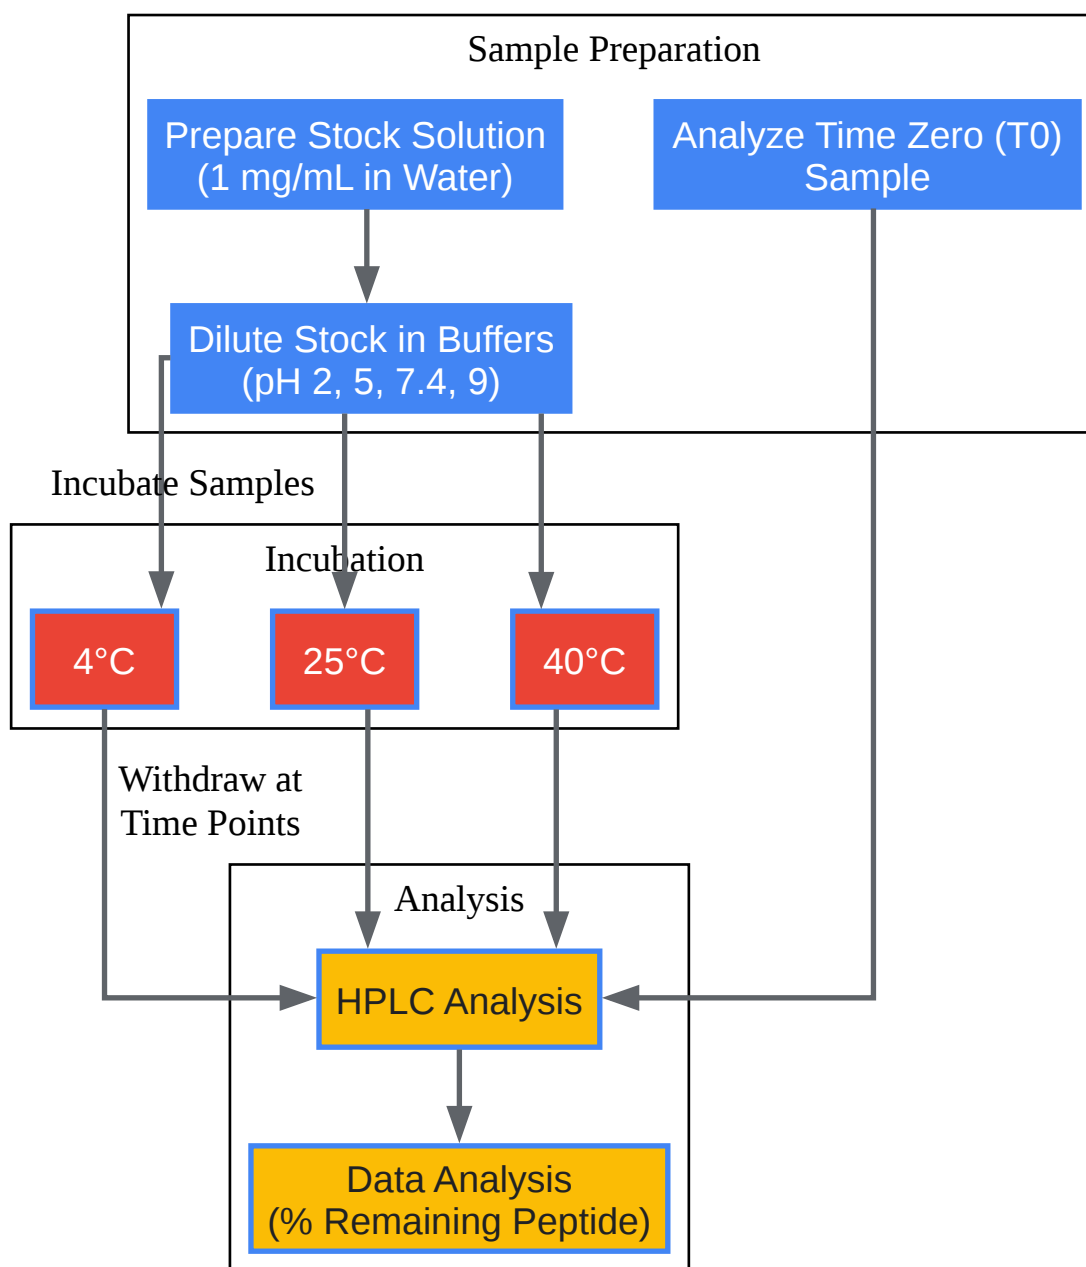 Sample Preparation
Prepare Stock Solution
(1 mg/mL in Water)
Analyze Time Zero (T0)
Sample
Dilute Stock in Buffers
(pH 2, 5, 7.4, 9)
Incubate Samples
Incubation
4°C
25°C
40°C
Withdraw at
Time Points
Analysis
HPLC Analysis
Data Analysis
(% Remaining Peptide)